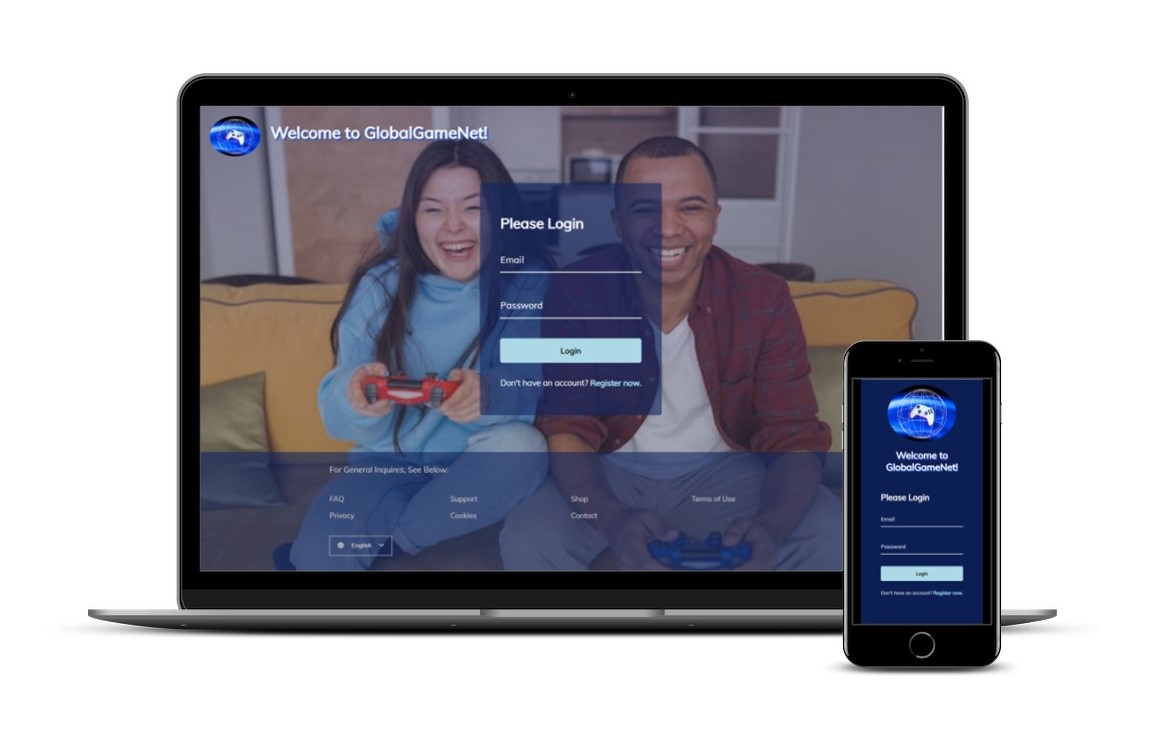 Welcome to GlobalGameNet!
Please Login
Email
Password
Login
Don't have an account? Register now.
For General Inquires, See Below:
FAQ
Support
Shop
Terms of Use
Privacy
Cookies
Contact
English
Welcome to
GlobalGameNet!
Please Login
Email
Password
Login
Don't have an account? Register now.